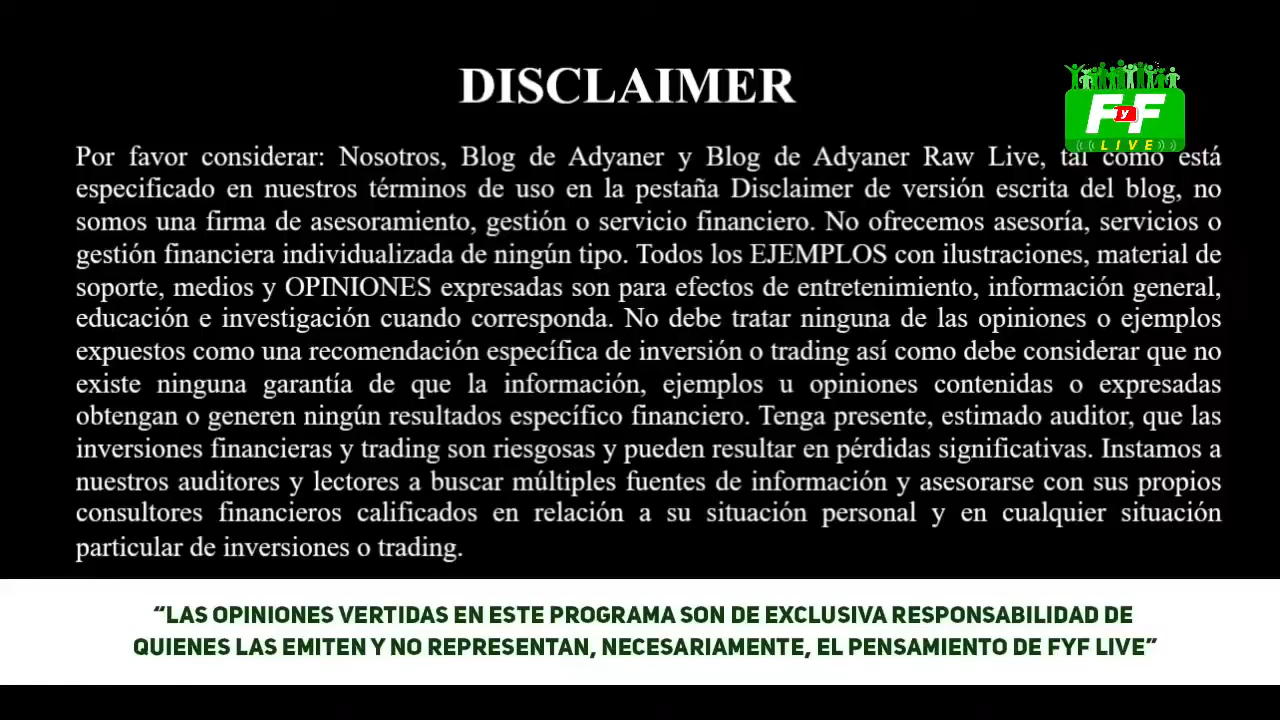 DISCLAIMER
FyF
LIVE
Por favor considerar: Nosotros, Blog de Adyaner y Blog de Adyaner Raw Live, tal como está
especificado en nuestros términos de uso en la pestaña Disclaimer de versión escrita del blog, no
somos una firma de asesoramiento, gestión o servicio financiero. No ofrecemos asesoría, servicios o
gestión financiera individualizada de ningún tipo. Todos los EJEMPLOS con ilustraciones, material de
soporte, medios y OPINIONES expresadas son para efectos de entretenimiento, información general,
educación e investigación cuando corresponda. No debe tratar ninguna de las opiniones o ejemplos
expuestos como una recomendación específica de inversión o trading así como debe considerar que no
existe ninguna garantía de que la información, ejemplos u opiniones contenidas o expresadas
obtengan o generen ningún resultados específico financiero. Tenga presente, estimado auditor, que las
inversiones financieras y trading son riesgosas y pueden resultar en pérdidas significativas. Instamos a
nuestros auditores y lectores a buscar múltiples fuentes de información y asesorarse con sus propios
consultores financieros calificados en relación a su situación personal y en cualquier situación
particular de inversiones o trading.
“LAS OPINIONES VERTIDAS EN ESTE PROGRAMA SON DE EXCLUSIVA RESPONSABILIDAD DE
QUIENES LAS EMITEN Y NO REPRESENTAN, NECESARIAMENTE, EL PENSAMIENTO DE FYF LIVE”